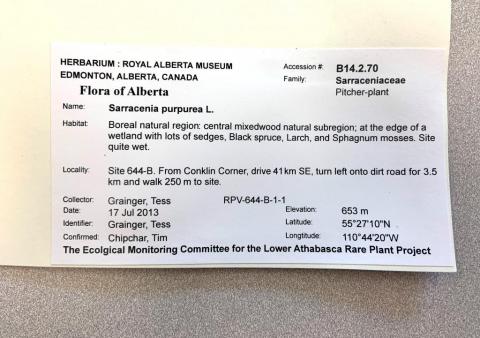 HERBARIUM : ROYAL ALBERTA MUSEUM
EDMONTON, ALBERTA, CANADA
Accession #: B14.2.70
Family: Sarraceniaceae
Pitcher-plant
Flora of Alberta
Name: Sarracenia purpurea L.
Habitat: Boreal natural region: central mixedwood natural subregion; at the edge of a
wetland with lots of sedges, Black spruce, Larch, and Sphagnum mosses. Site
quite wet.
Locality: Site 644-B. From Conklin Corner, drive 41km SE, turn left onto dirt road for 3.5
km and walk 250 m to site.
Collector: Grainger, Tess RPV-644-B-1-1
Date: 17 Jul 2013 Elevation: 653 m
Identifier: Grainger, Tess Latitude: 55°27'10"N
Confirmed: Chipchar, Tim Longtitude: 110°44'20"W
The Ecolgical Monitoring Committee for the Lower Athabasca Rare Plant Project